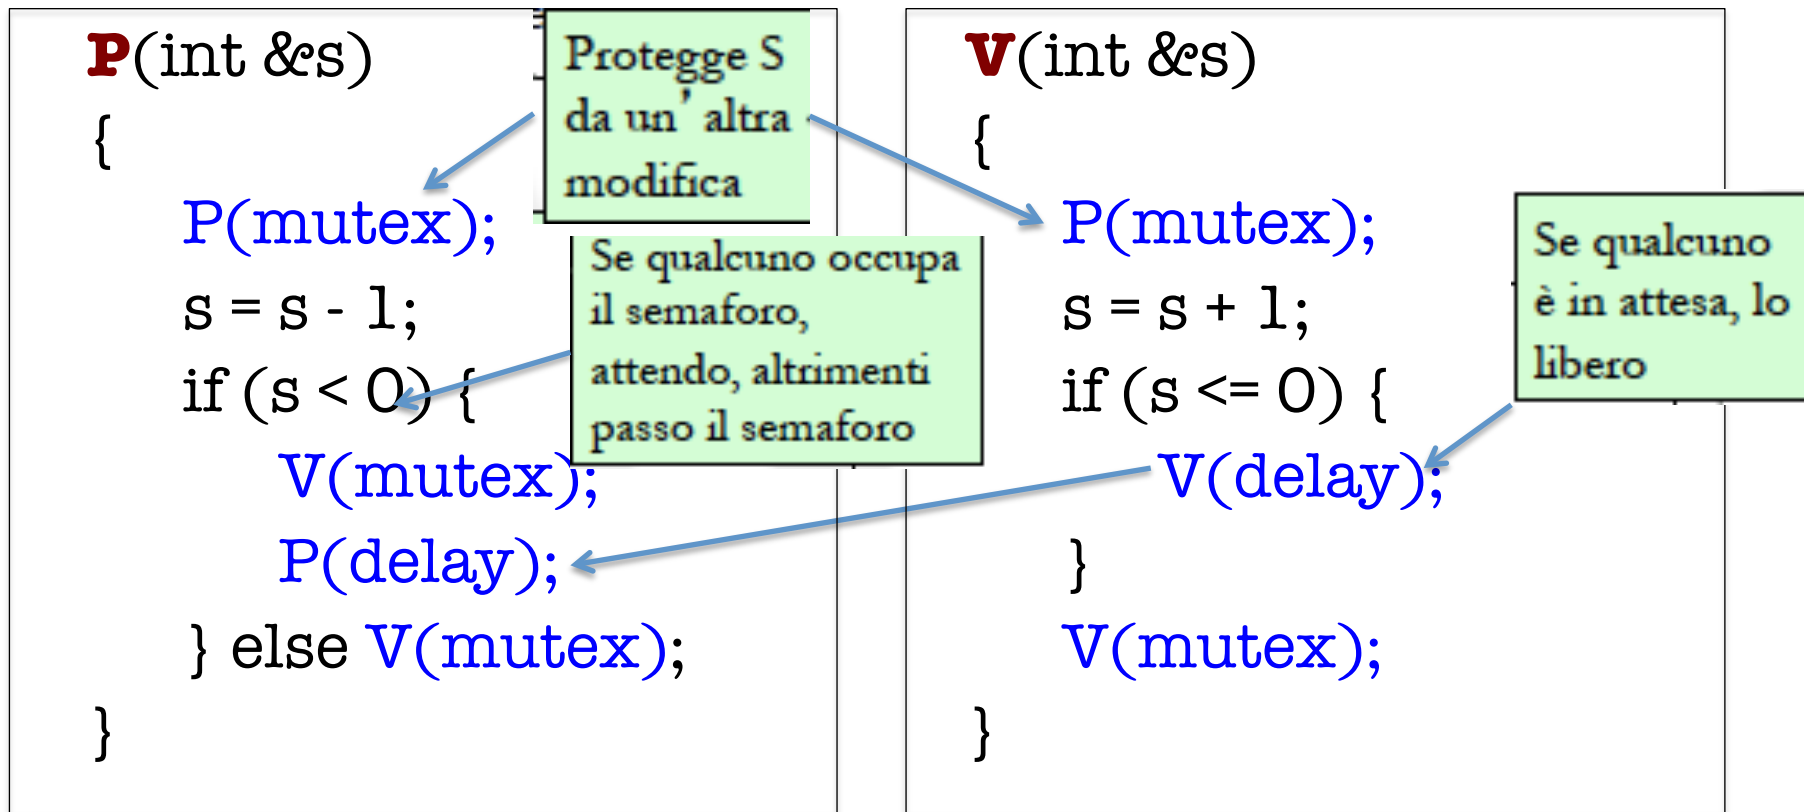 P(int &s)
{
P(mutex);
s = s - 1;
if (s < 0) {
V(mutex);
P(delay);
} else V(mutex);
}
Protegge S
da un' altra
modifica
Se qualcuno occupa
il semaforo,
attendo, altrimenti
passo il semaforo
V(int &s)
{
P(mutex);
s = s + 1;
if (s <= 0) {
V(delay);
}
V(mutex);
}
Se qualcuno
è in attesa, lo
libero